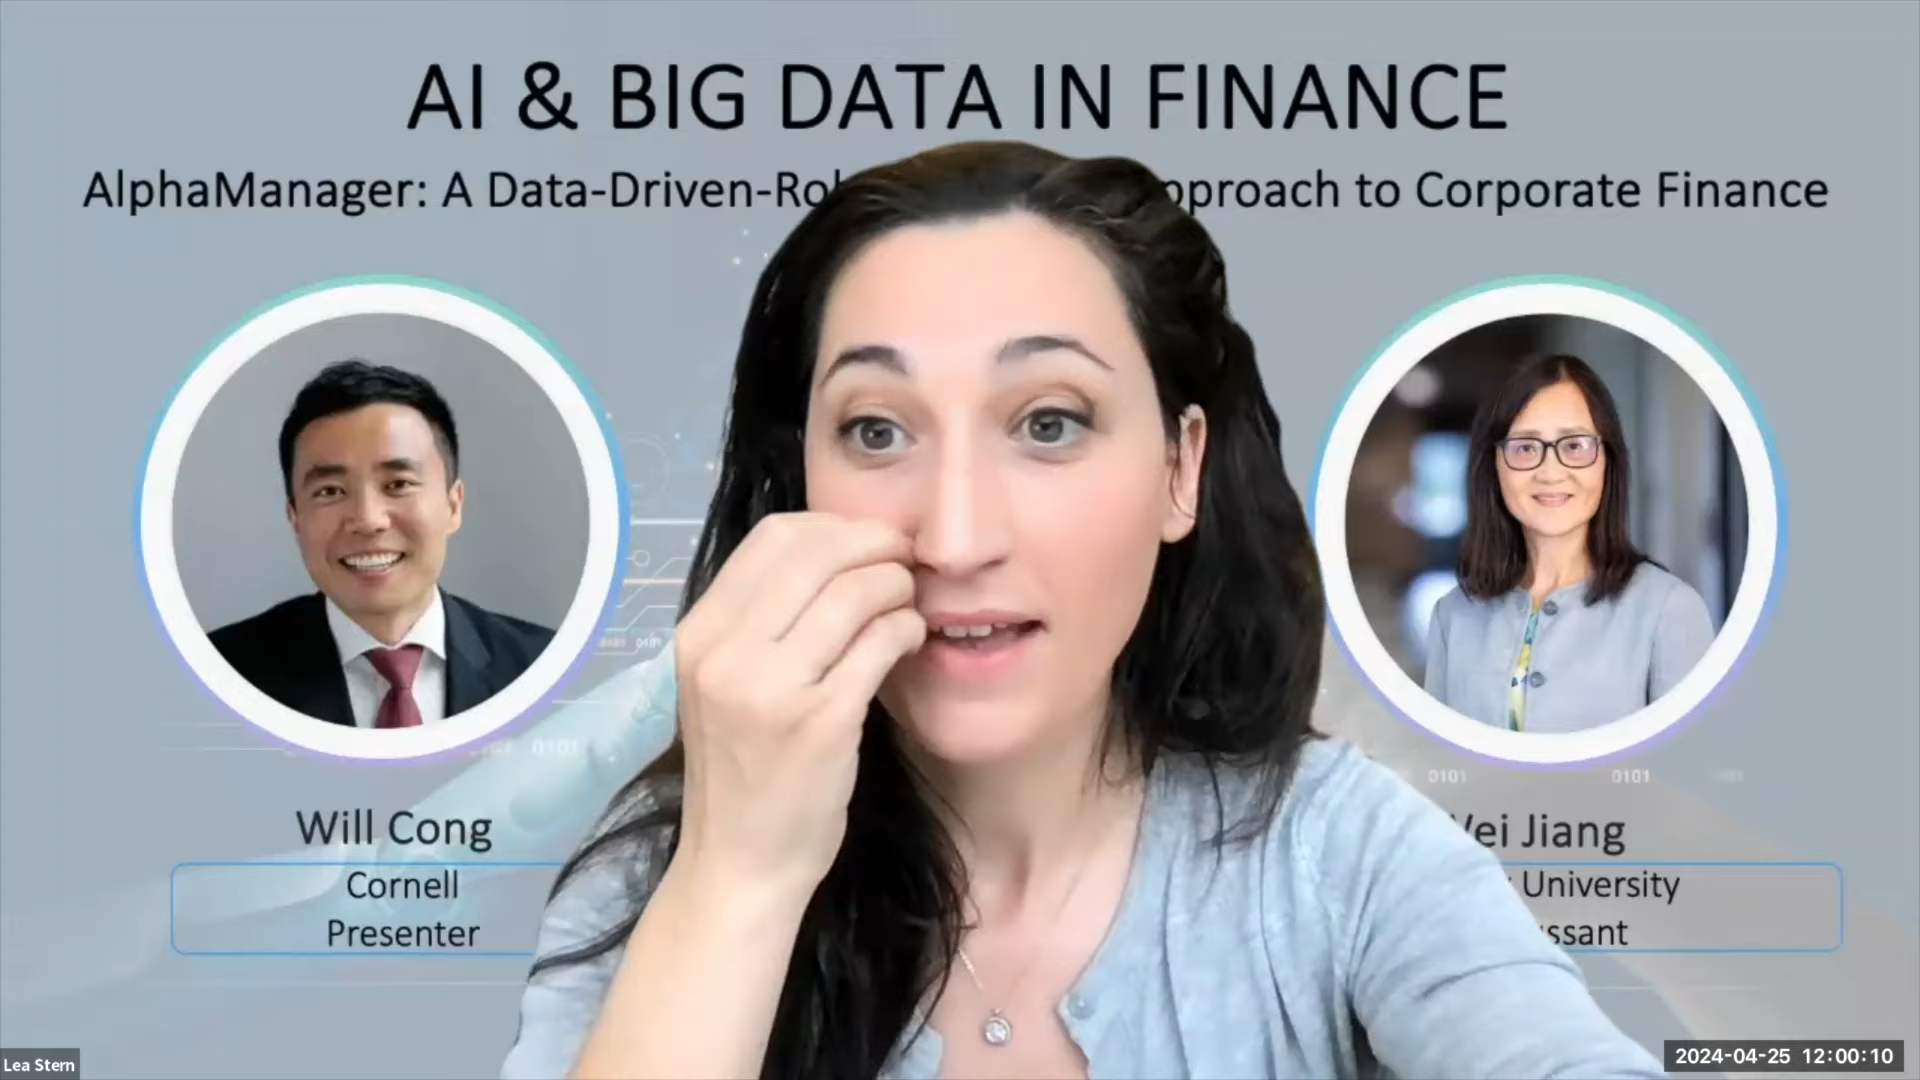 AI & BIG DATA IN FINANCE
AlphaManager: A Data-Driven-Ro pproach to Corporate Finance
0101 0101
0101
0101 0101
Will Cong
Cornell
Presenter
ei Jiang
University
ssant
Lea Stern
2024-04-25 12:00:10